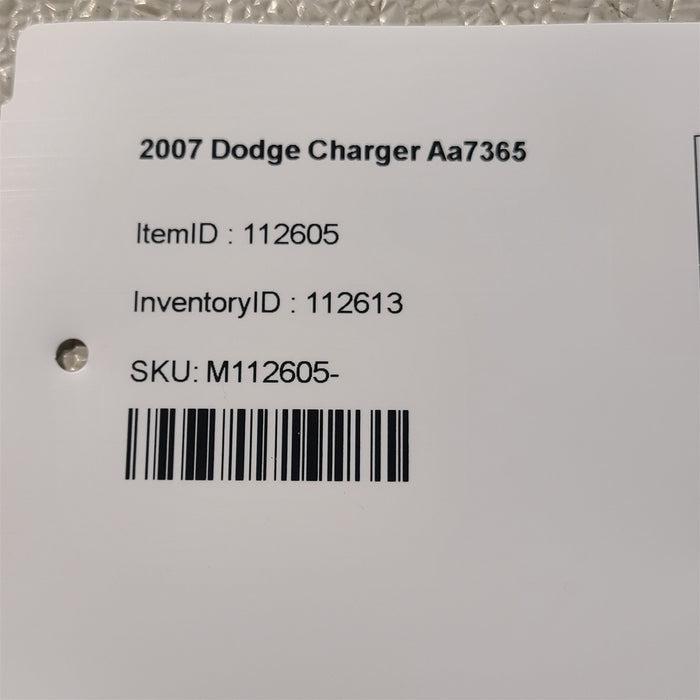 2007 Dodge Charger Aa7365
ItemID : 112605
InventoryID : 112613
SKU: M112605-